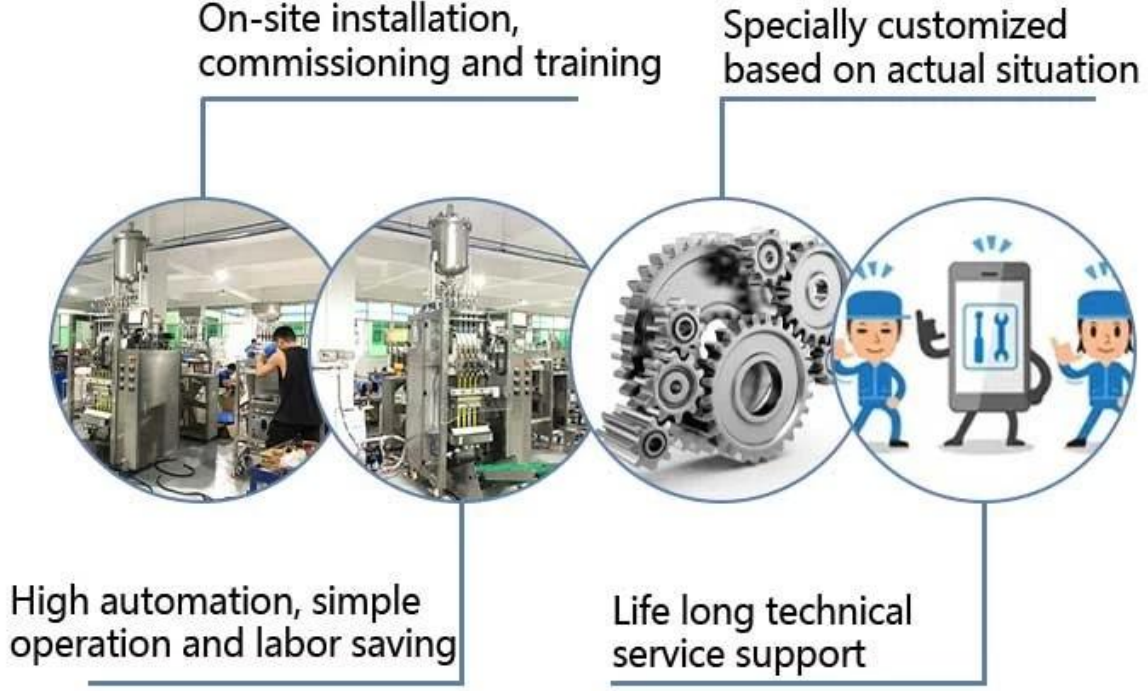 On-site installation,
commissioning and training
Specially customized
based on actual situation
High automation, simple
operation and labor saving
Life long technical
service support